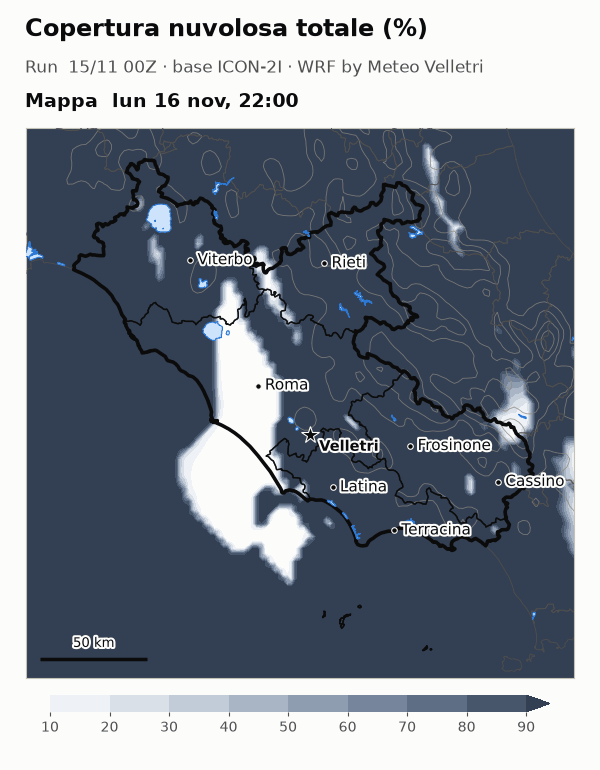 Copertura nuvolosa totale (%)
Run 15/11 00Z · base ICON-2I · WRF by Meteo Velletri
Mappa lun 16 nov, 22:00
Viterbo
Rieti
Roma
Velletri
Frosinone
Latina
Cassino
Terracina
50 km
10 20 30 40 50 60 70 80 90